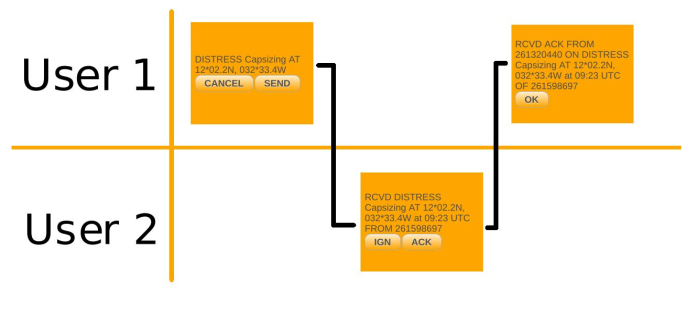 User 1
DISTRESS Capsizing AT
12*02.2N, 032*33.4W
CANCEL SEND
RCVD ACK FROM
261320440 ON DISTRESS
Capsizing AT 12*02.2N,
032*33.4W at 09:23 UTC
OF 261598697
OK
User 2
RCVD DISTRESS
Capsizing AT 12*02.2N,
032*33.4W at 09:23 UTC
FROM 261598697
IGN ACK